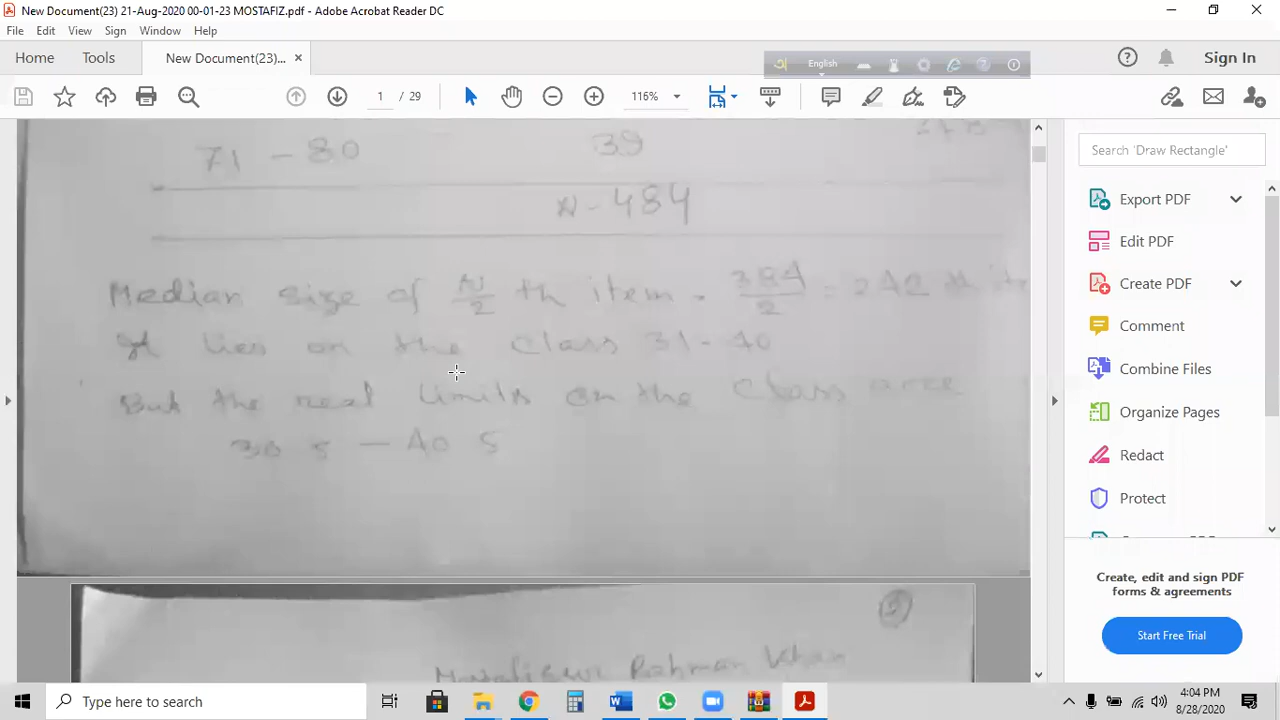 New Document(23) 21-Aug-2020 00-01-23 MOSTAFIZ.pdf - Adobe Acrobat Reader DC
File Edit View Sign Window Help
Home Tools New Document(23)... × English Sign In
1 / 29 116%
71 - 80 39
N - 484
Median size of N/2 th item = 384/2 = 242 th
It lies on the class 31-40
But the real limits on the class aree
30 5 — 40 5
2
Rahman Khan
Search 'Draw Rectangle'
Export PDF
Edit PDF
Create PDF
Comment
Combine Files
Organize Pages
Redact
Protect
Create, edit and sign PDF
forms & agreements
Start Free Trial
Type here to search
4:04 PM
8/28/2020